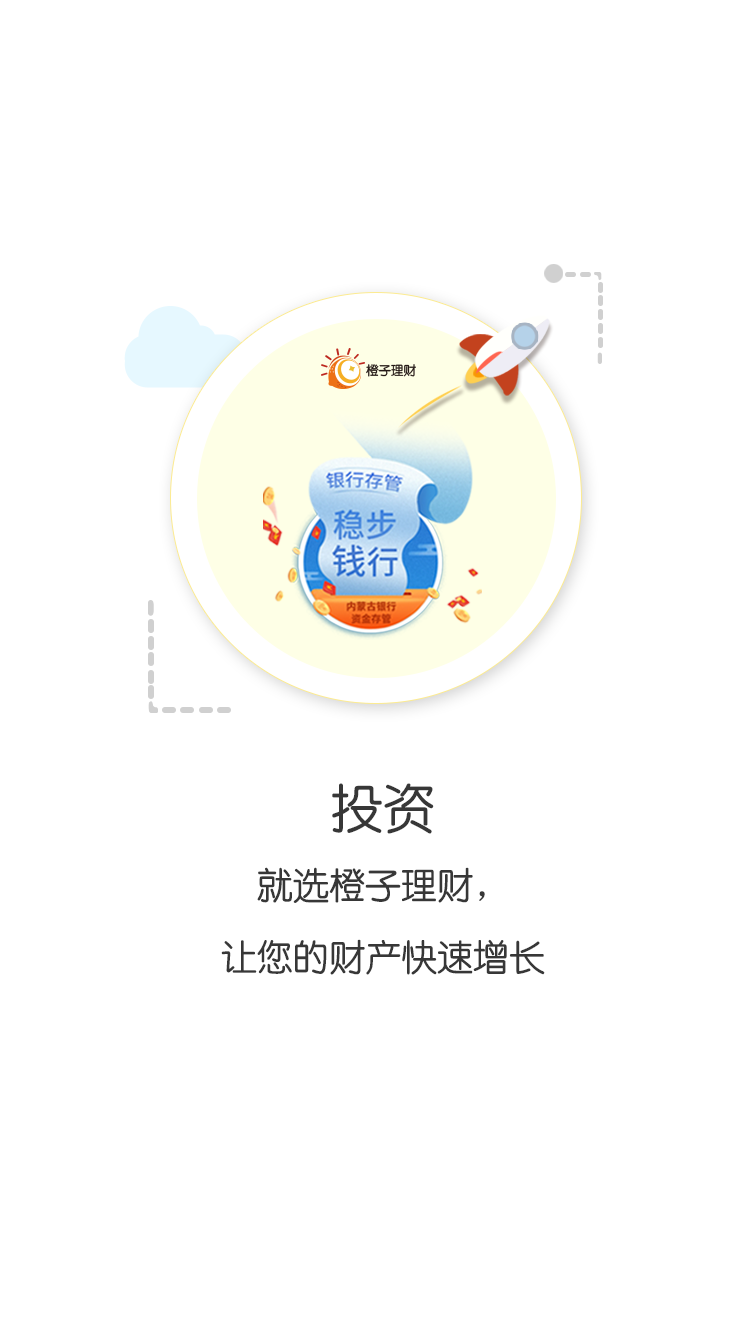 橙子理财
银行存管
稳步
钱行
内蒙古银行
资金存管
投资
就选橙子理财，
让您的财产快速增长